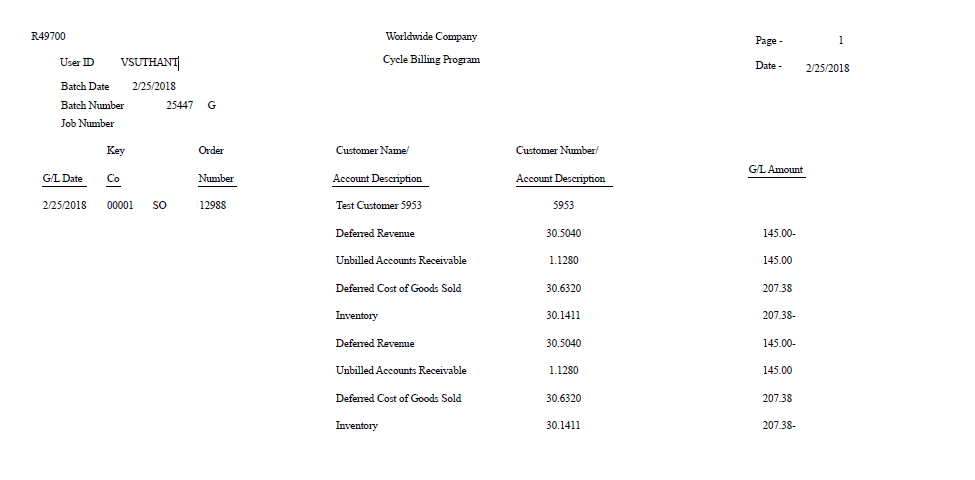 R49700 Worldwide Company Page - 1
User ID VSUTHANT Cycle Billing Program Date - 2/25/2018
Batch Date 2/25/2018
Batch Number 25447 G
Job Number
Key Order Customer Name/ Customer Number/
G/L Date Co Number Account Description Account Description G/L Amount
2/25/2018 00001 SO 12988 Test Customer 5953 5953
Deferred Revenue 30.5040 145.00-
Unbilled Accounts Receivable 1.1280 145.00
Deferred Cost of Goods Sold 30.6320 207.38
Inventory 30.1411 207.38-
Deferred Revenue 30.5040 145.00-
Unbilled Accounts Receivable 1.1280 145.00
Deferred Cost of Goods Sold 30.6320 207.38
Inventory 30.1411 207.38-